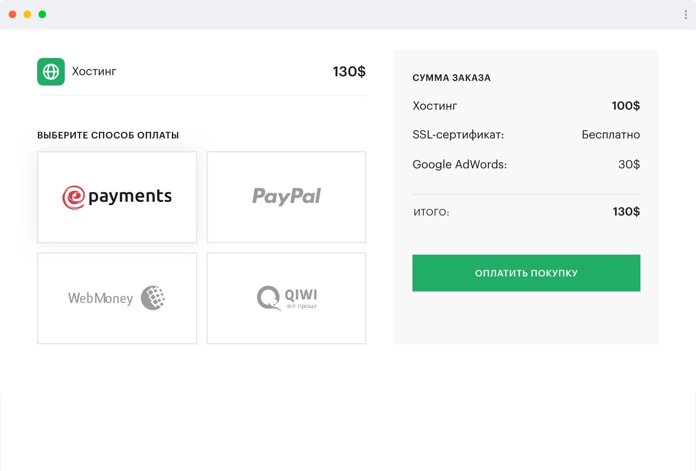 Хостинг 130$
ВЫБЕРИТЕ СПОСОБ ОПЛАТЫ
e payments
PayPal
WebMoney
QIWI
всё проще
СУММА ЗАКАЗА
Хостинг 100$
SSL-сертификат: Бесплатно
Google AdWords: 30$
ИТОГО: 130$
ОПЛАТИТЬ ПОКУПКУ